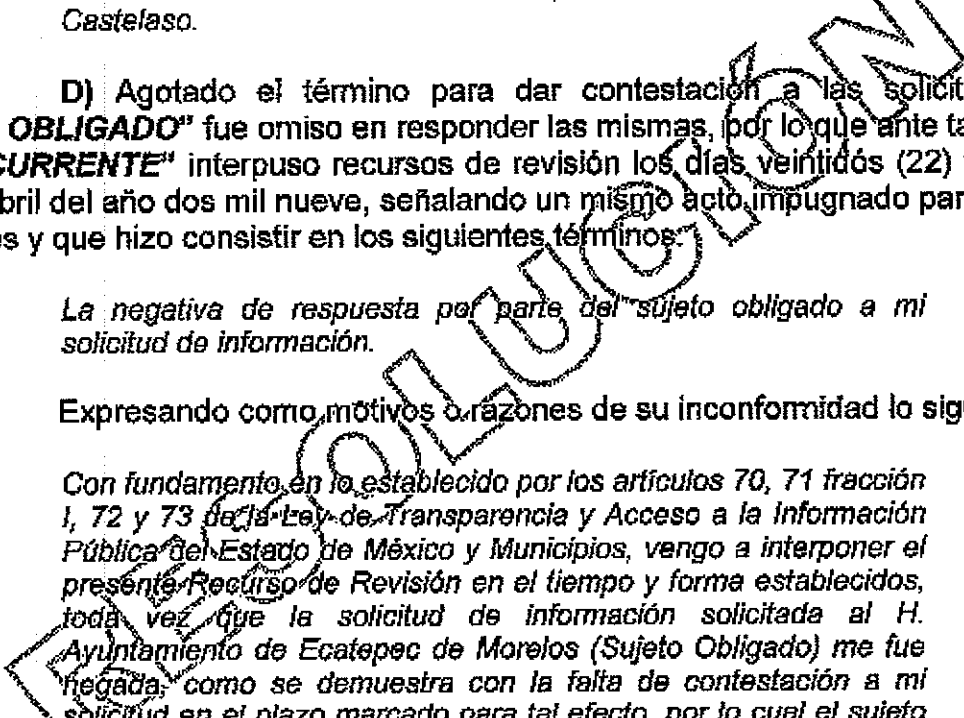 Castelaso.
D) Agotado el término para dar contestación a las solicit
OBLIGADO" fue omiso en responder las mismas, por lo que ante ta
CURRENTE" interpuso recursos de revisión los días veintidós (22)
bril del año dos mil nueve, señalando un mismo acto impugnado par
es y que hizo consistir en los siguientes términos:
La negativa de respuesta por parte del sujeto obligado a mi
solicitud de información.
Expresando como motivos o razones de su inconformidad lo sig
Con fundamento en lo establecido por los artículos 70, 71 fracción
I, 72 y 73 de la Ley de Transparencia y Acceso a la Información
Pública del Estado de México y Municipios, vengo a interponer el
presente Recurso de Revisión en el tiempo y forma establecidos,
toda vez que la solicitud de información solicitada al H.
Ayuntamiento de Ecatepec de Morelos (Sujeto Obligado) me fue
negada, como se demuestra con la falta de contestación a mi
solicitud en el plazo marcado para tal efecto, por lo cual el sujeto
RESOLUCIÓN